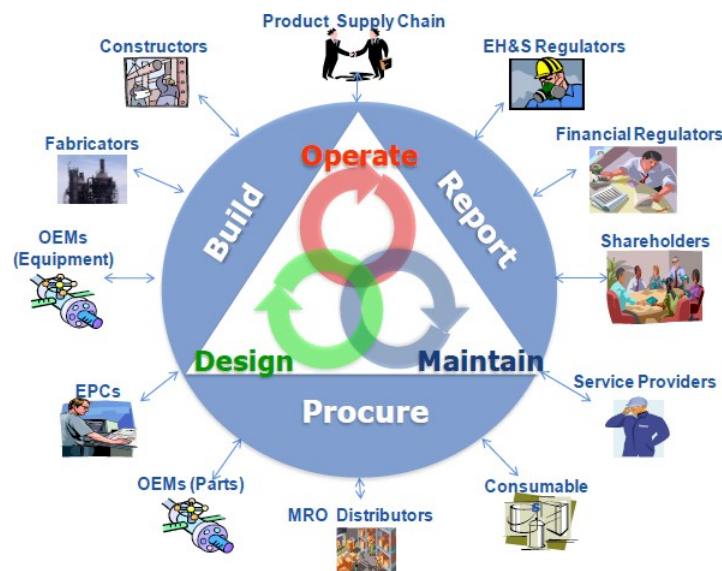 Product Supply Chain
Constructors
EH&S Regulators
Fabricators
Financial Regulators
Operate
Build
Report
OEMs
(Equipment)
Shareholders
Design
Maintain
EPCs
Service Providers
Procure
OEMs (Parts)
MRO Distributors
Consumable
s